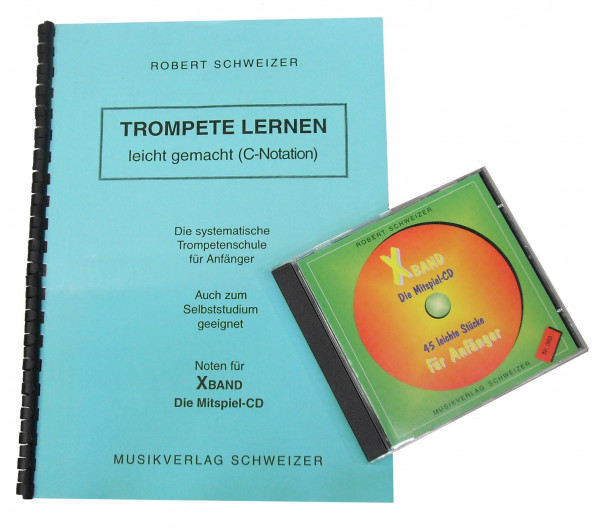 ROBERT SCHWEIZER
TROMPETE LERNEN
leicht gemacht (C-Notation)
Die systematische
Trompetenschule
für Anfänger
Auch zum
Selbststudium
geeignet
Noten für
XBAND
Die Mitspiel-CD
MUSIKVERLAG SCHWEIZER
ROBERT SCHWEIZER
XBAND
Die Mitspiel-CD
45 leichte Stücke
Für Anfänger
MUSIKVERLAG SCHWEIZER